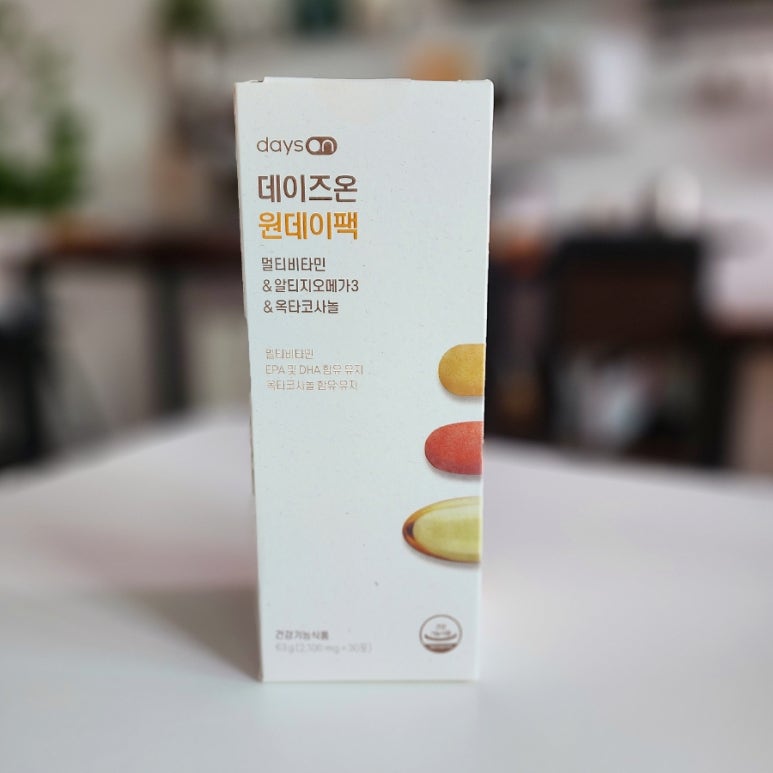 days on
데이즈온
원데이팩
멀티비타민
&알티지오메가3
&옥타코사놀
멀티비타민
EPA 및 DHA 함유 유지
옥타코사놀 함유 유지
건강기능식품
63g(2,100 mg × 30포)